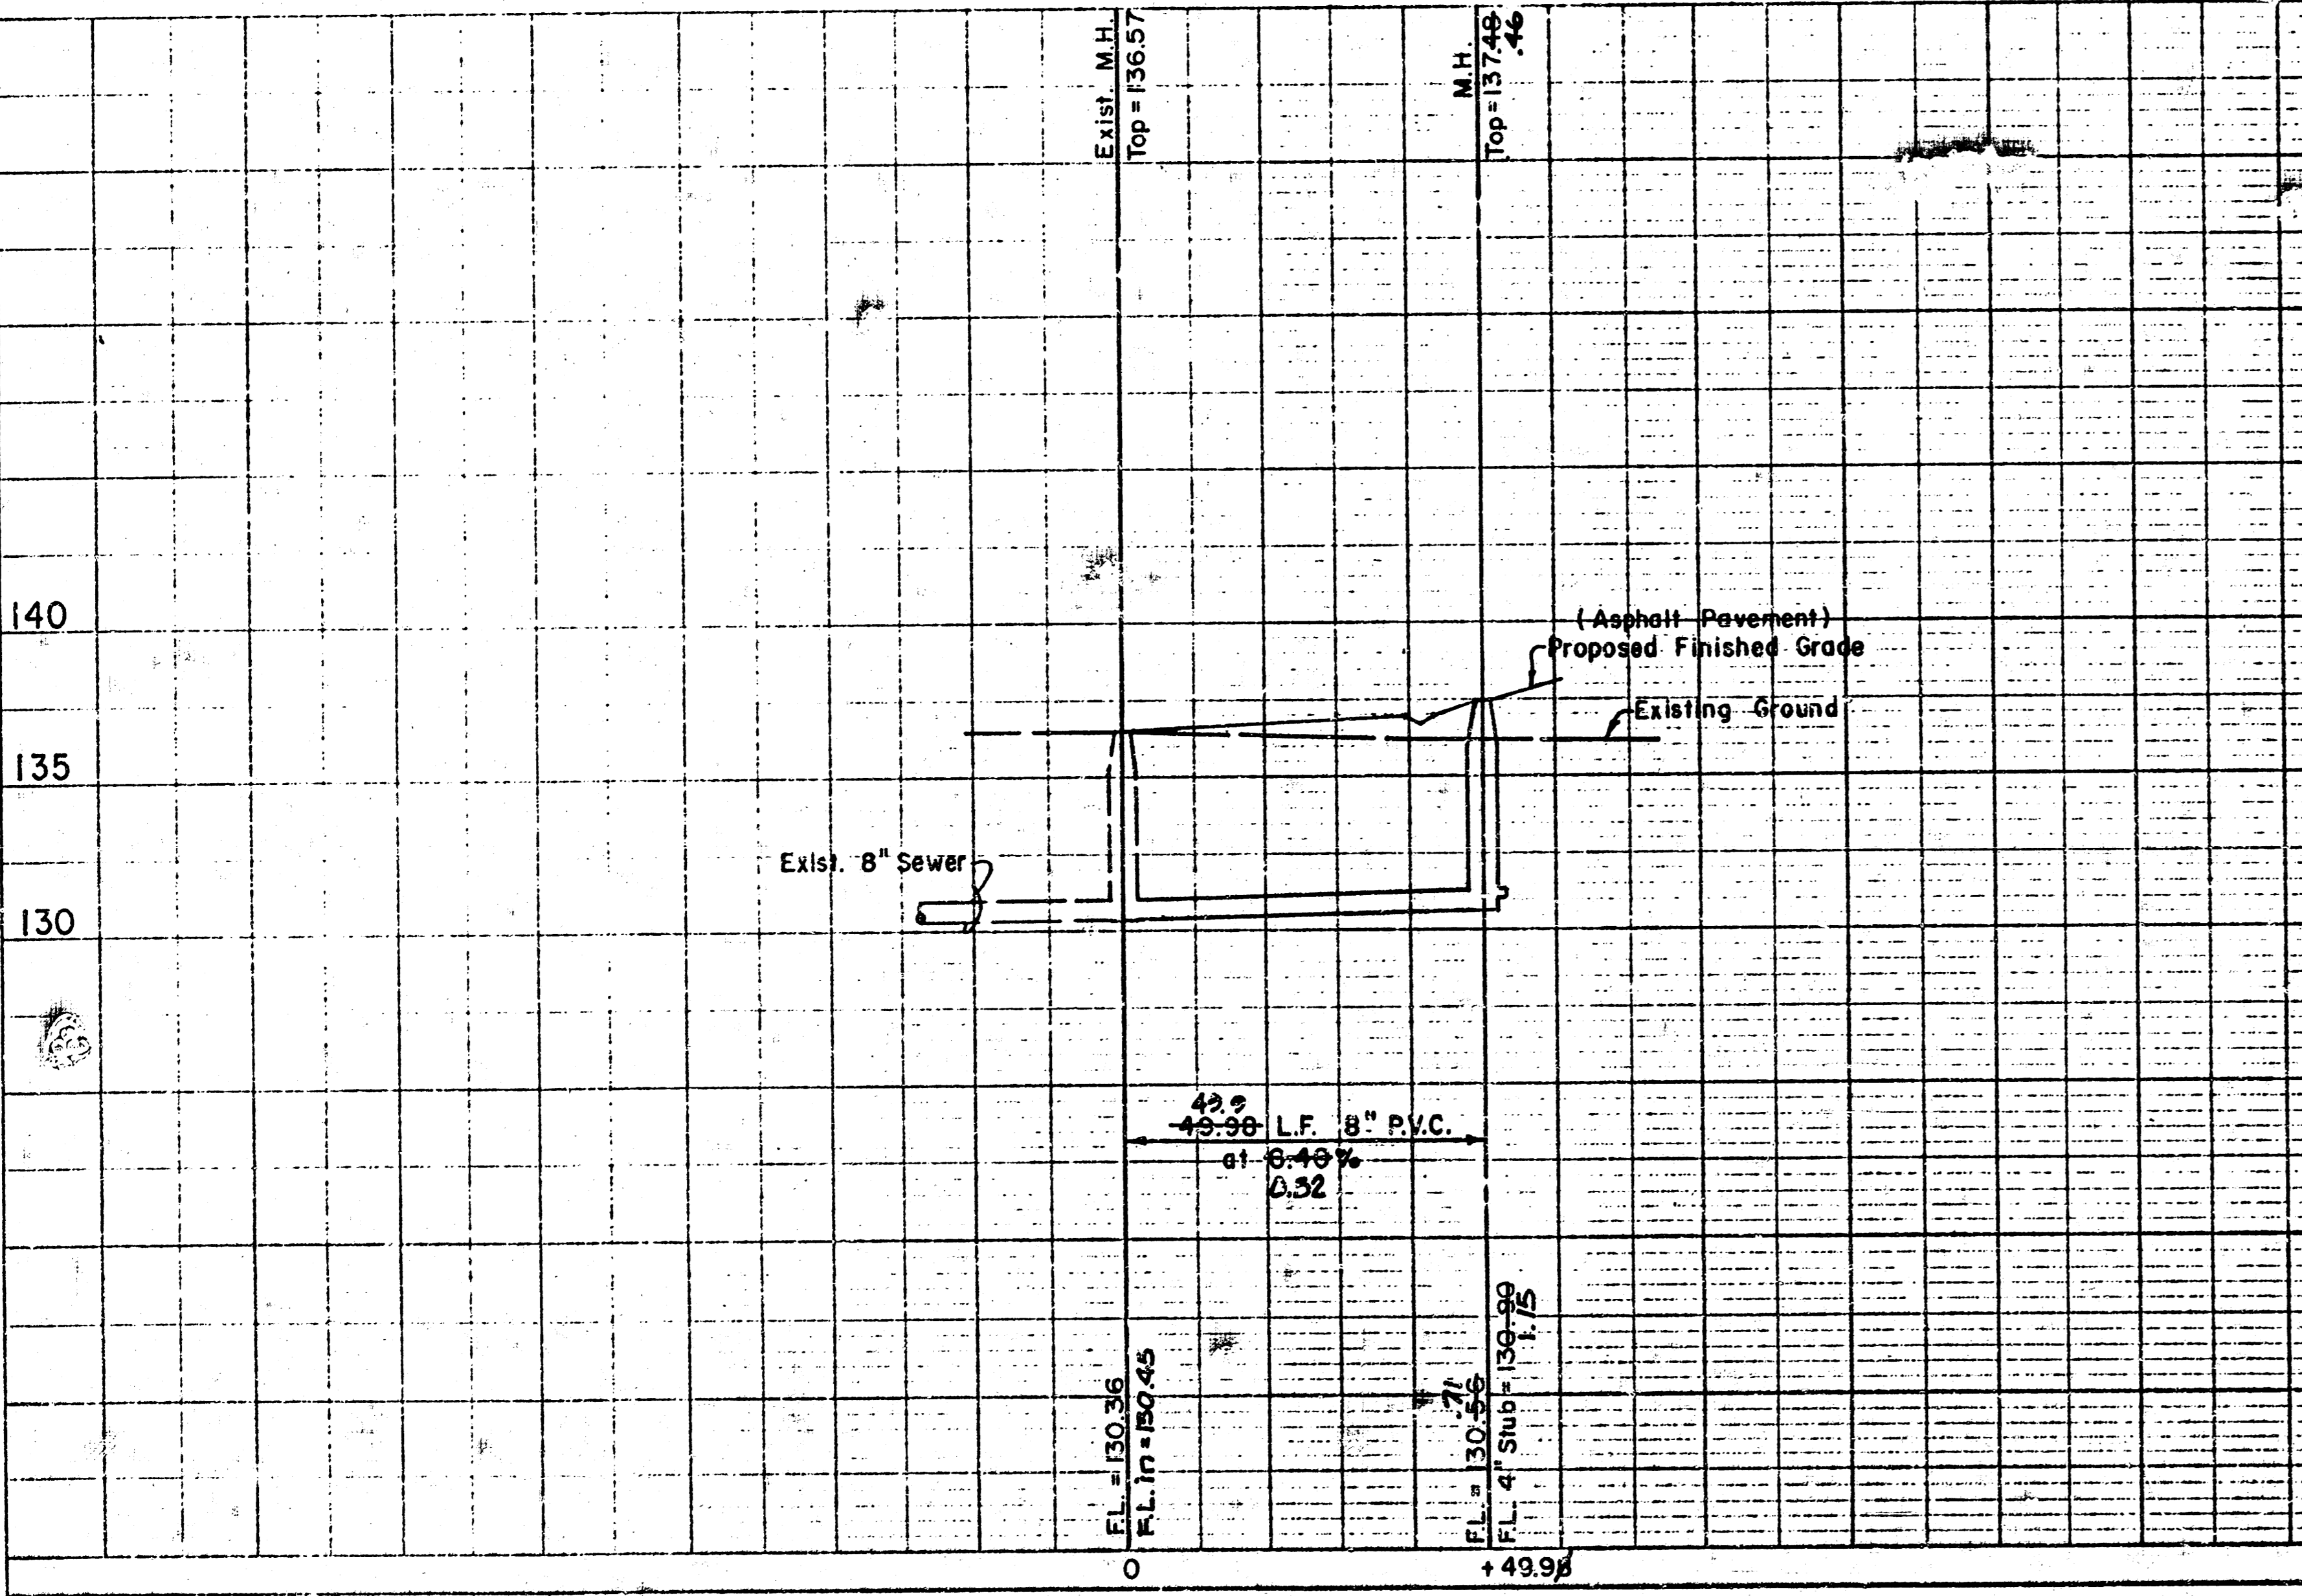 Exist. M.H.
Top = 136.57
M.H.
Top = 137.48
.46
140
(Asphalt Pavement)
Proposed Finished Grade
Existing Ground
135
Exist. 8" Sewer
130
49.9
49.98 L.F. 8" P.V.C.
at 0.40%
0.32
F.L. = 130.36
F.L. in = 130.45
.71
F.L. = 130.56
F.L. 4" Stub = 130.90
1.15
0
+ 49.98